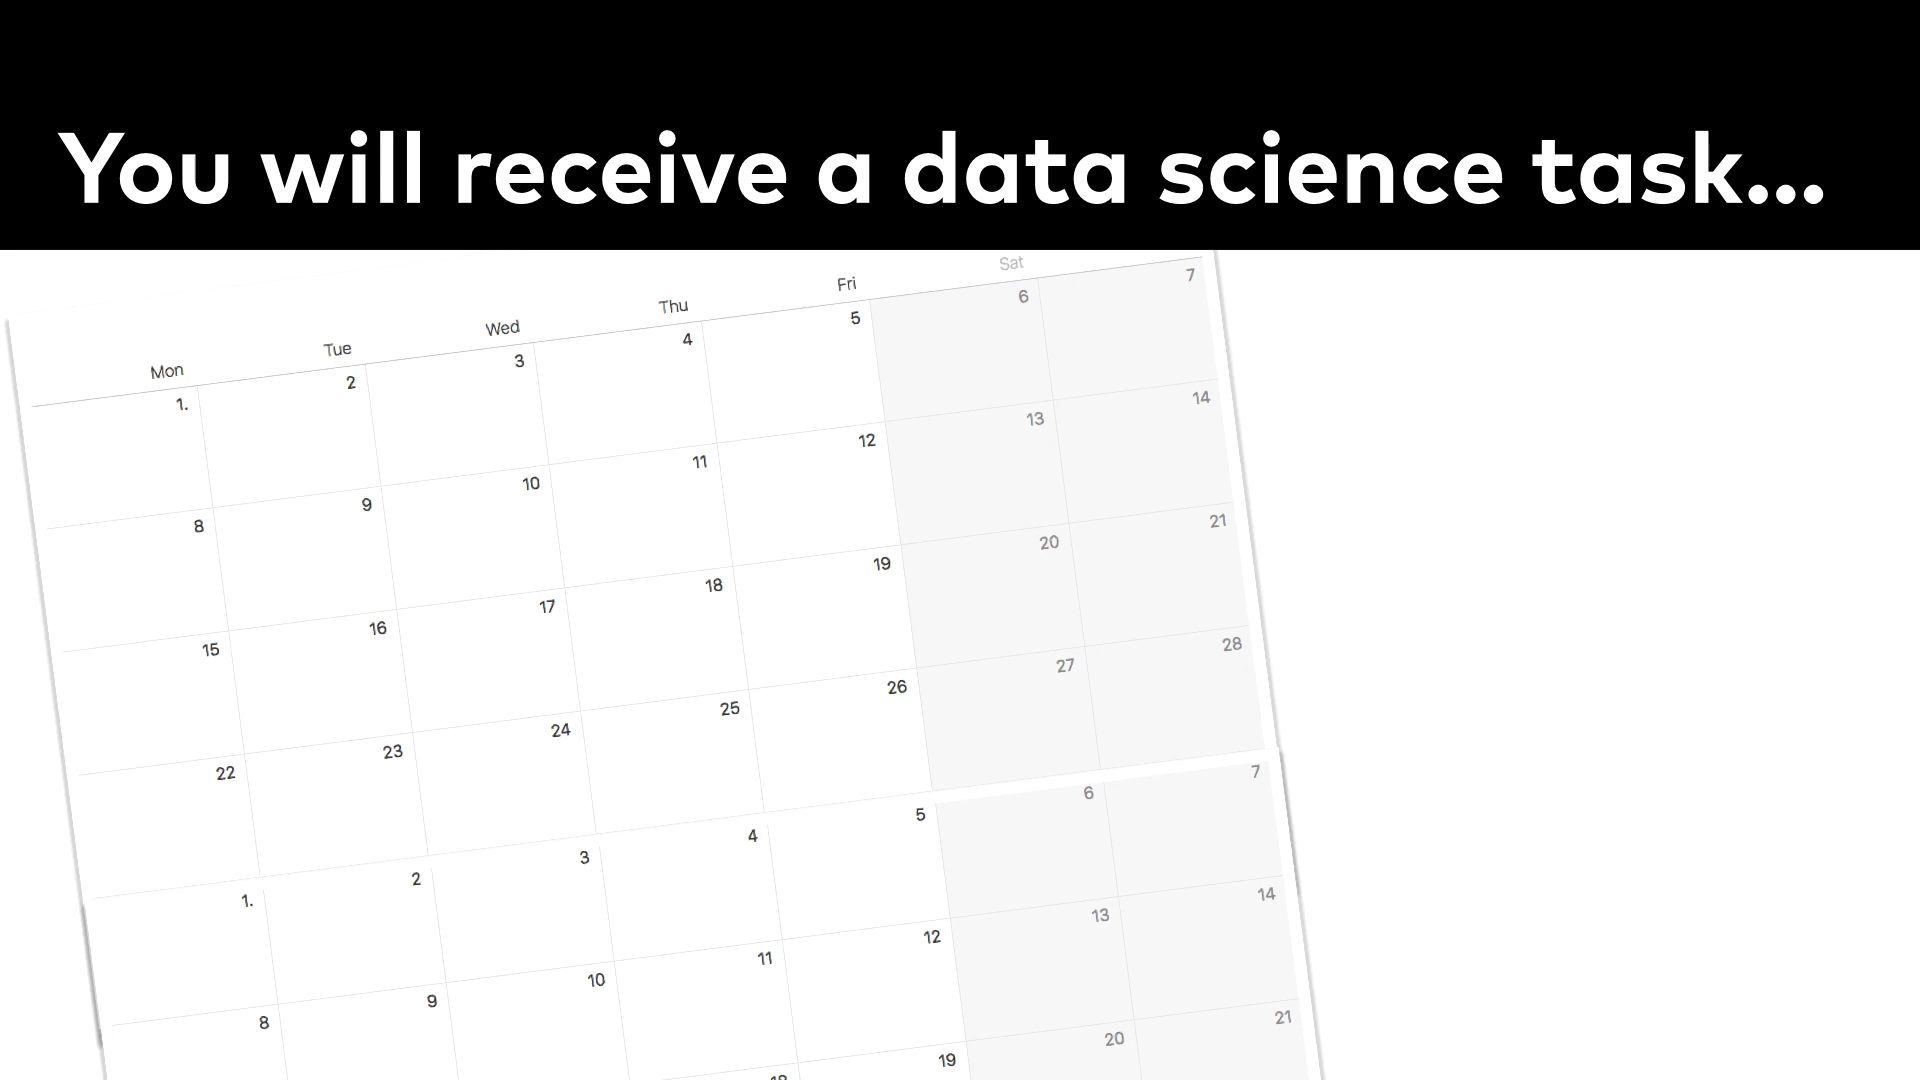 You will receive a data science task...
Mon Tue Wed Thu Fri Sat
1. 2 3 4 5 6 7
8 9 10 11 12 13 14
15 16 17 18 19 20 21
22 23 24 25 26 27 28
1. 2 3 4 5 6 7
8 9 10 11 12 13 14
19 20 21